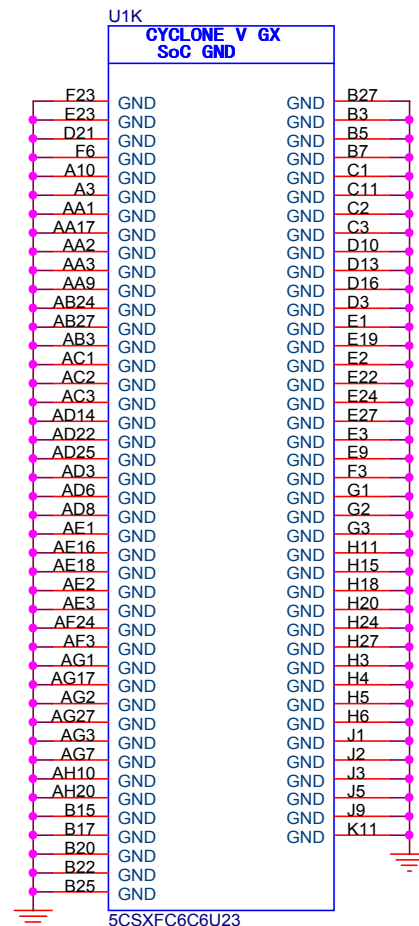 U1K
CYCLONE V GX
SoC GND
F23 GND GND B27
E23 GND GND B3
D21 GND GND B5
F6 GND GND B7
A10 GND GND C1
A3 GND GND C11
AA1 GND GND C2
AA17 GND GND C3
AA2 GND GND D10
AA3 GND GND D13
AA9 GND GND D16
AB24 GND GND D3
AB27 GND GND E1
AB3 GND GND E19
AC1 GND GND E2
AC2 GND GND E22
AC3 GND GND E24
AD14 GND GND E27
AD22 GND GND E3
AD25 GND GND E9
AD3 GND GND F3
AD6 GND GND G1
AD8 GND GND G2
AE1 GND GND G3
AE16 GND GND H11
AE18 GND GND H15
AE2 GND GND H18
AE3 GND GND H20
AF24 GND GND H24
AF3 GND GND H27
AG1 GND GND H3
AG17 GND GND H4
AG2 GND GND H5
AG27 GND GND H6
AG3 GND GND J1
AG7 GND GND J2
AH10 GND GND J3
AH20 GND GND J5
B15 GND GND J9
B17 GND GND K11
B20 GND
B22 GND
B25 GND
5CSXFC6C6U23